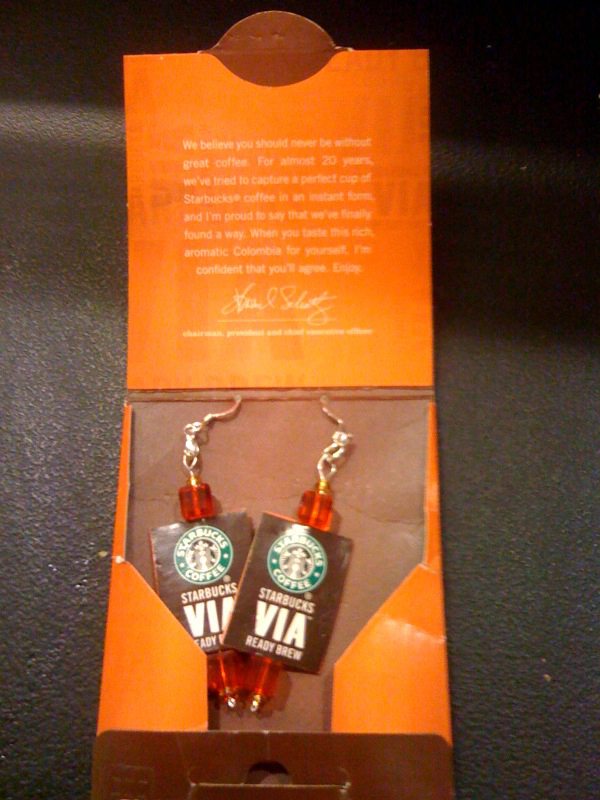 We believe you should never be without
great coffee. For almost 20 years,
we've tried to capture a perfect cup of
Starbucks® coffee in an instant form,
and I'm proud to say that we've finally
found a way. When you taste this rich,
aromatic Colombia for yourself, I'm
confident that you'll agree. Enjoy.
Howard Schultz
chairman, president and chief executive officer
STARBUCKS
COFFEE
®
STARBUCKS
VIA
READY
STARBUCKS
COFFEE
®
STARBUCKS
VIA™
READY BREW